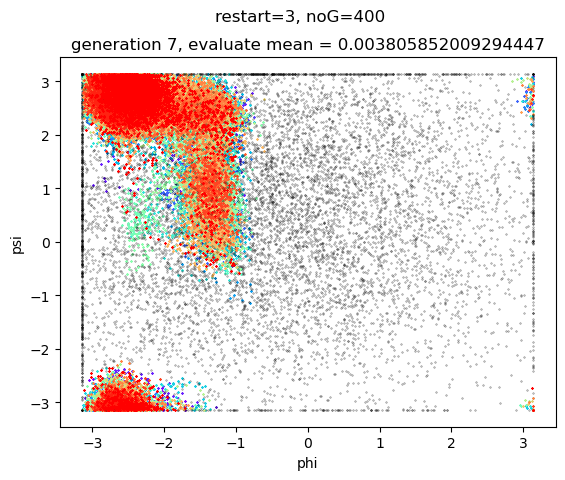 restart=3, noG=400
generation 7, evaluate mean = 0.003805852009294447
3
2
1
0
−1
−2
−3
psi
−3 −2 −1 0 1 2 3
phi